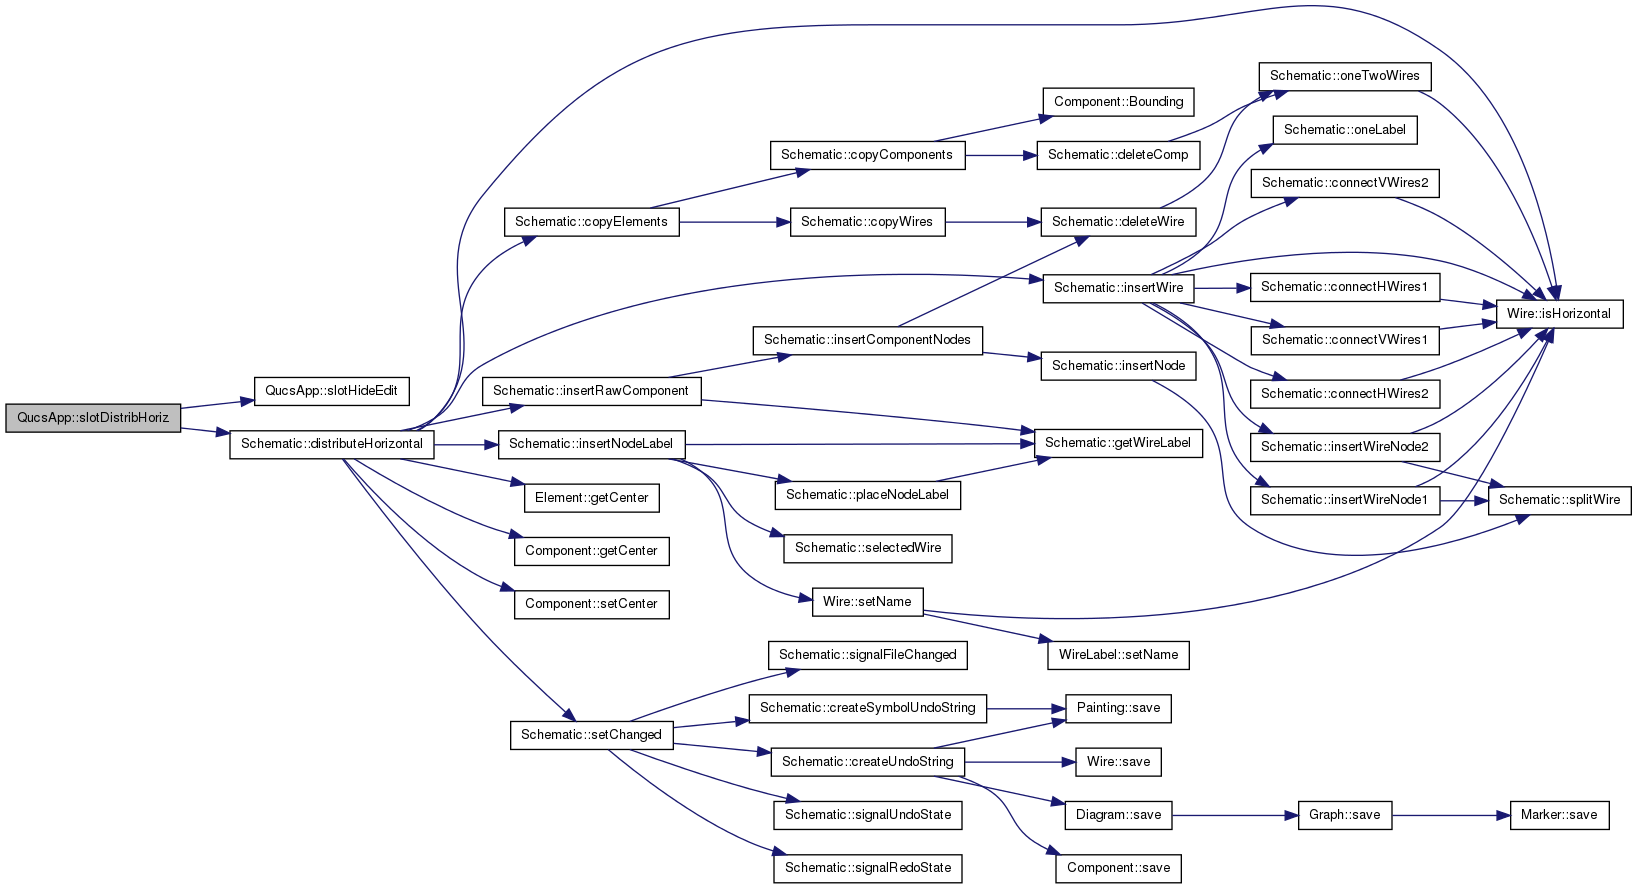 QucsApp::slotDistribHoriz
QucsApp::slotHideEdit
Schematic::distributeHorizontal
Schematic::copyElements
Schematic::insertRawComponent
Schematic::insertNodeLabel
Element::getCenter
Component::getCenter
Component::setCenter
Schematic::setChanged
Schematic::copyComponents
Schematic::copyWires
Schematic::insertComponentNodes
Schematic::placeNodeLabel
Schematic::selectedWire
Wire::setName
Schematic::signalFileChanged
Schematic::createSymbolUndoString
Schematic::createUndoString
Schematic::signalUndoState
Schematic::signalRedoState
Component::Bounding
Schematic::deleteComp
Schematic::deleteWire
Schematic::insertWire
Schematic::insertNode
Schematic::getWireLabel
WireLabel::setName
Painting::save
Wire::save
Diagram::save
Component::save
Schematic::oneTwoWires
Schematic::oneLabel
Schematic::connectVWires2
Schematic::connectHWires1
Schematic::connectVWires1
Schematic::connectHWires2
Schematic::insertWireNode2
Schematic::insertWireNode1
Graph::save
Wire::isHorizontal
Schematic::splitWire
Marker::save